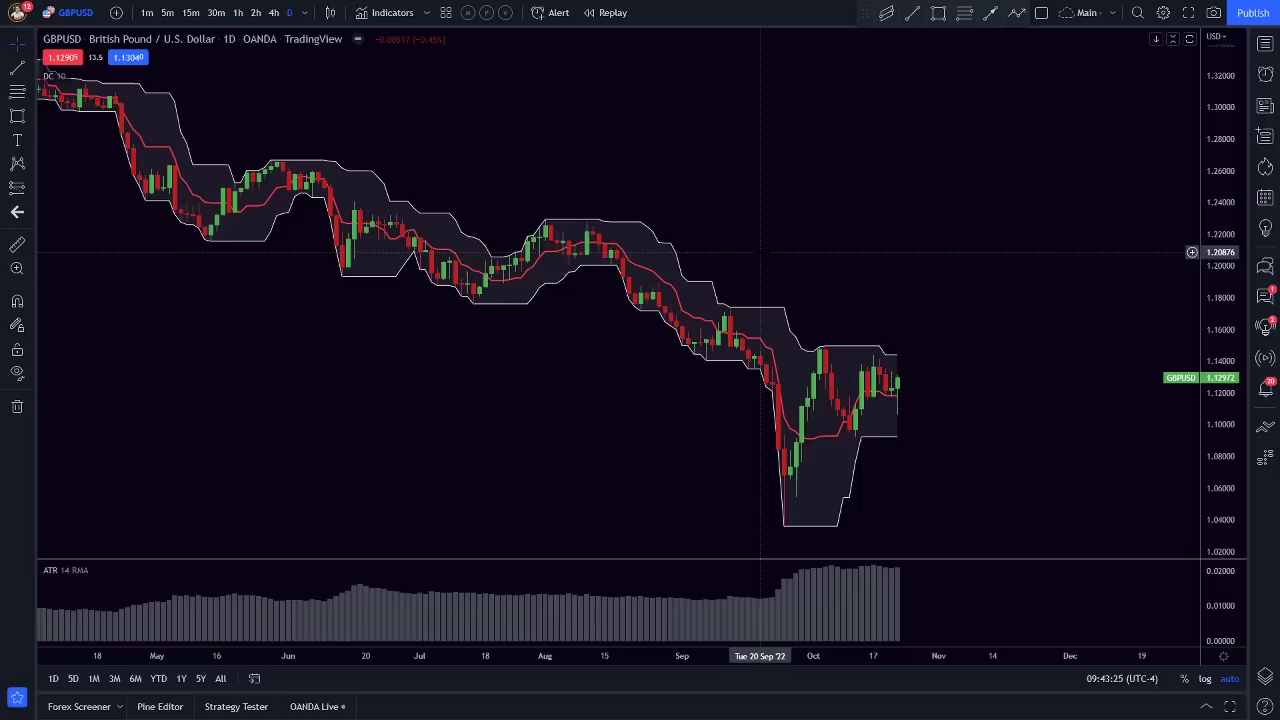 12 GBPUSD 1m 5m 15m 30m 1h 2h 4h D Indicators Alert Replay Main Publish
GBPUSD · British Pound / U.S. Dollar · 1D · OANDA · TradingView -0.00517 (-0.45%) USD
1.12905 13.5 1.13040
DC 10
1.32000
1.30000
1.28000
1.26000
1.24000
1.22000
1.20876
1.20000
1.18000
1.16000
1.14000
GBPUSD 1.12972
1.12000
1.10000
1.08000
1.06000
1.04000
1.02000
ATR 14 RMA
0.02000
0.01000
0.00000
18 May 16 Jun 20 Jul 18 Aug 15 Sep Tue 20 Sep '22 Oct 17 Nov 14 Dec 19
1D 5D 1M 3M 6M YTD 1Y 5Y All 09:43:25 (UTC-4) % log auto
Forex Screener Pine Editor Strategy Tester OANDA Live
1
2
20